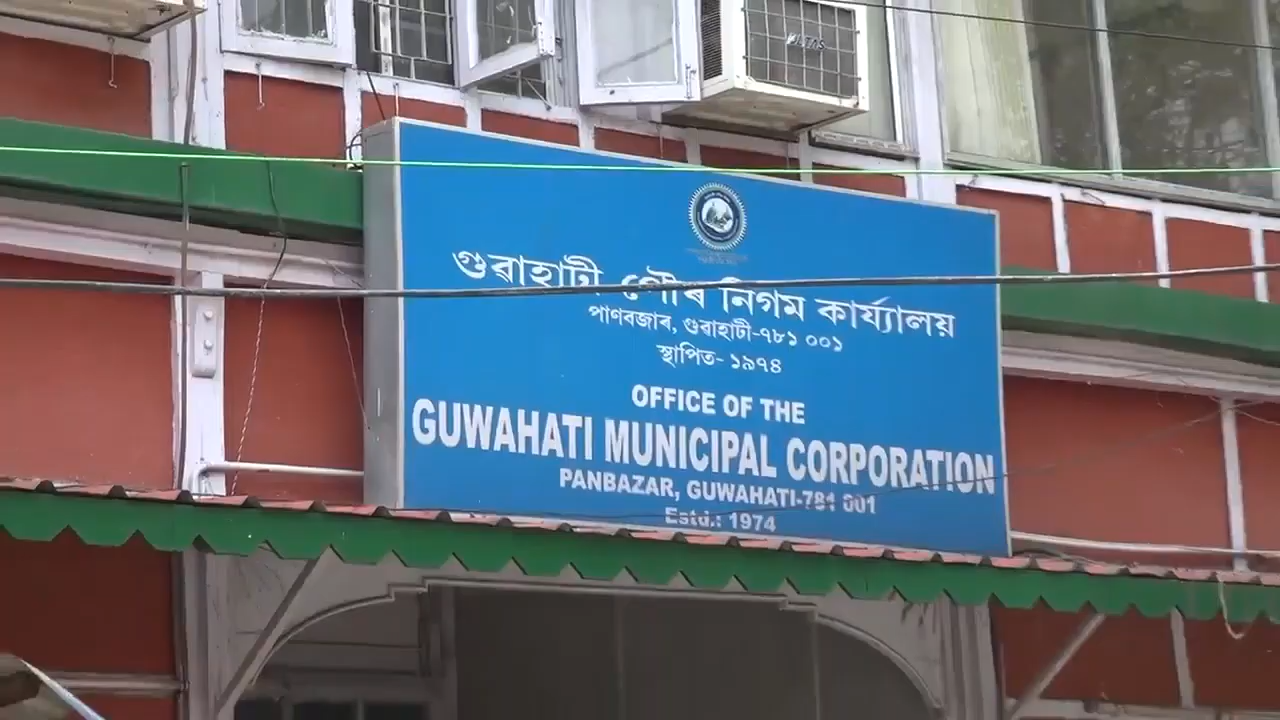 গুৱাহাটী পৌৰ নিগম কাৰ্য্যালয়
পাণবজাৰ, গুৱাহাটী-৭৮১ ০০১
স্থাপিত- ১৯৭৪
OFFICE OF THE
GUWAHATI MUNICIPAL CORPORATION
PANBAZAR, GUWAHATI-781 001
Estd.: 1974